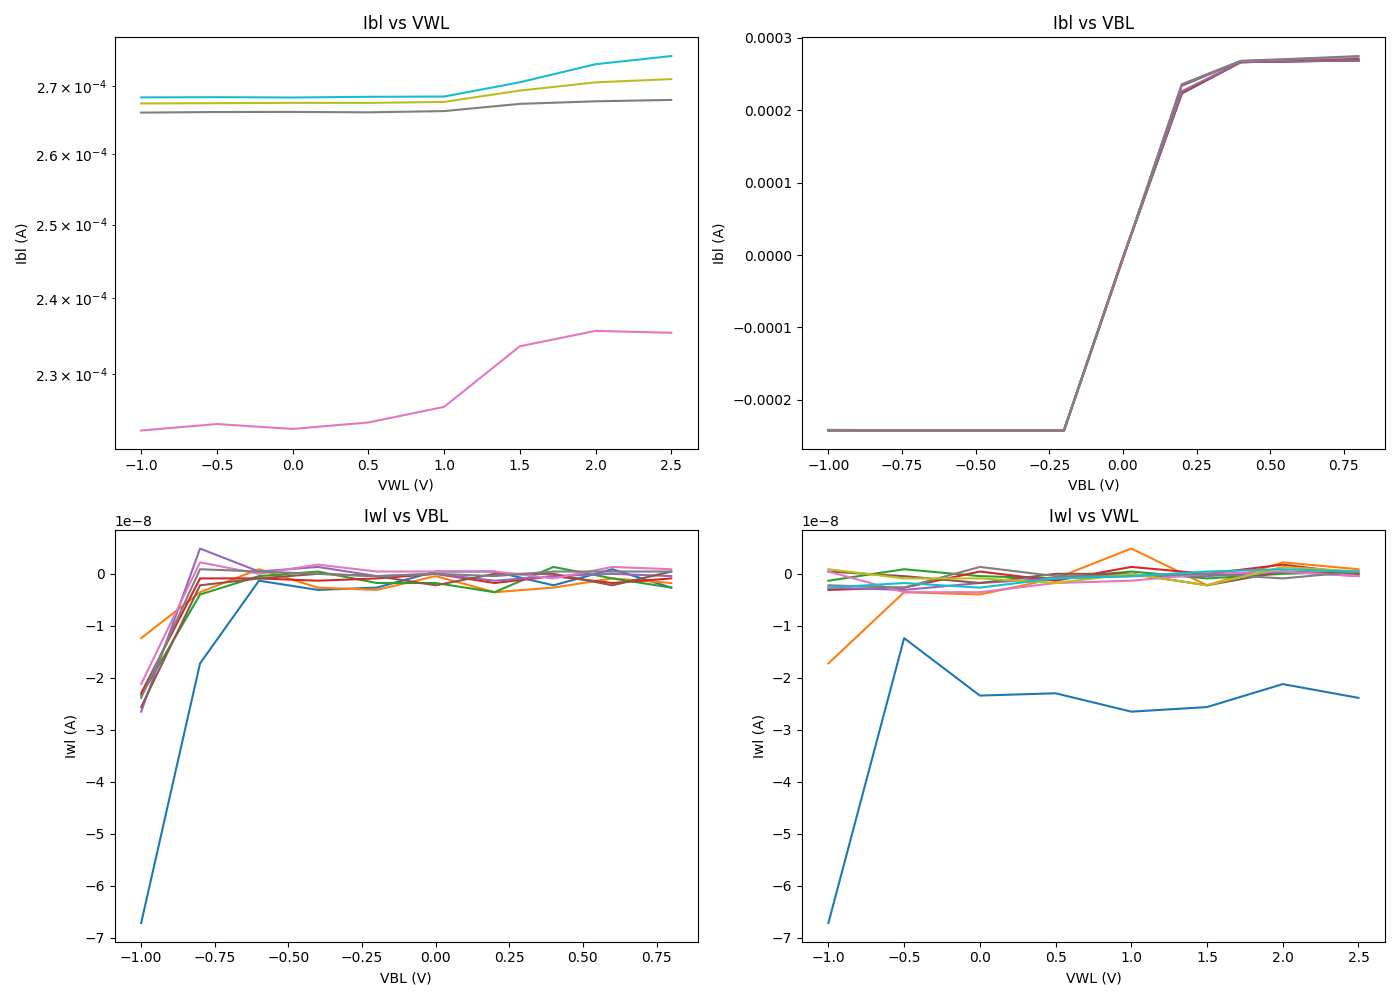 Ibl vs VWL
Ibl (A)
2.7 × 10⁻⁴
2.6 × 10⁻⁴
2.5 × 10⁻⁴
2.4 × 10⁻⁴
2.3 × 10⁻⁴
−1.0 −0.5 0.0 0.5 1.0 1.5 2.0 2.5
VWL (V)
Ibl vs VBL
Ibl (A)
0.0003
0.0002
0.0001
0.0000
−0.0001
−0.0002
−1.00 −0.75 −0.50 −0.25 0.00 0.25 0.50 0.75
VBL (V)
Iwl vs VBL
1e−8
Iwl (A)
0
−1
−2
−3
−4
−5
−6
−7
−1.00 −0.75 −0.50 −0.25 0.00 0.25 0.50 0.75
VBL (V)
Iwl vs VWL
1e−8
Iwl (A)
0
−1
−2
−3
−4
−5
−6
−7
−1.0 −0.5 0.0 0.5 1.0 1.5 2.0 2.5
VWL (V)